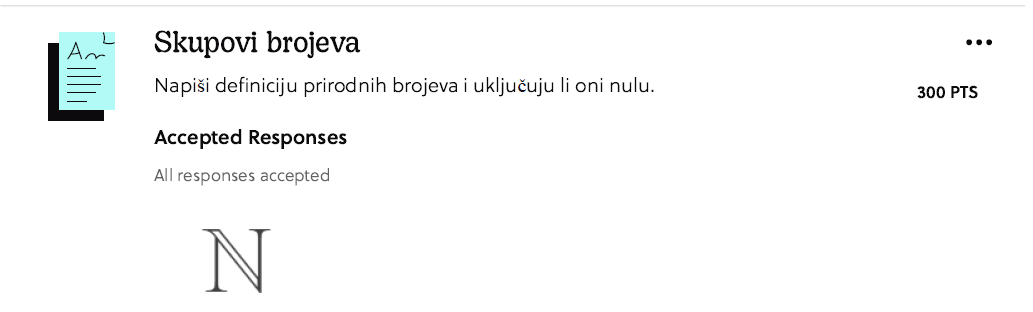 Skupovi brojeva
Napiši definiciju prirodnih brojeva i uključuju li oni nulu.
300 PTS
Accepted Responses
All responses accepted
ℕ